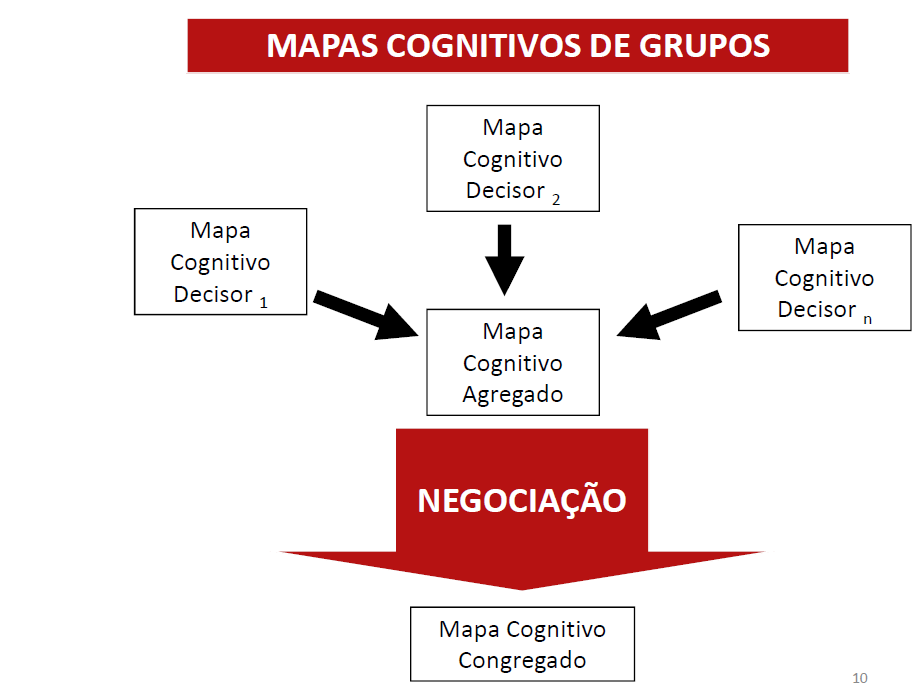 MAPAS COGNITIVOS DE GRUPOS
Mapa
Cognitivo
Decisor 2
Mapa
Cognitivo
Decisor 1
Mapa
Cognitivo
Decisor n
Mapa
Cognitivo
Agregado
NEGOCIAÇÃO
Mapa Cognitivo
Congregado
10